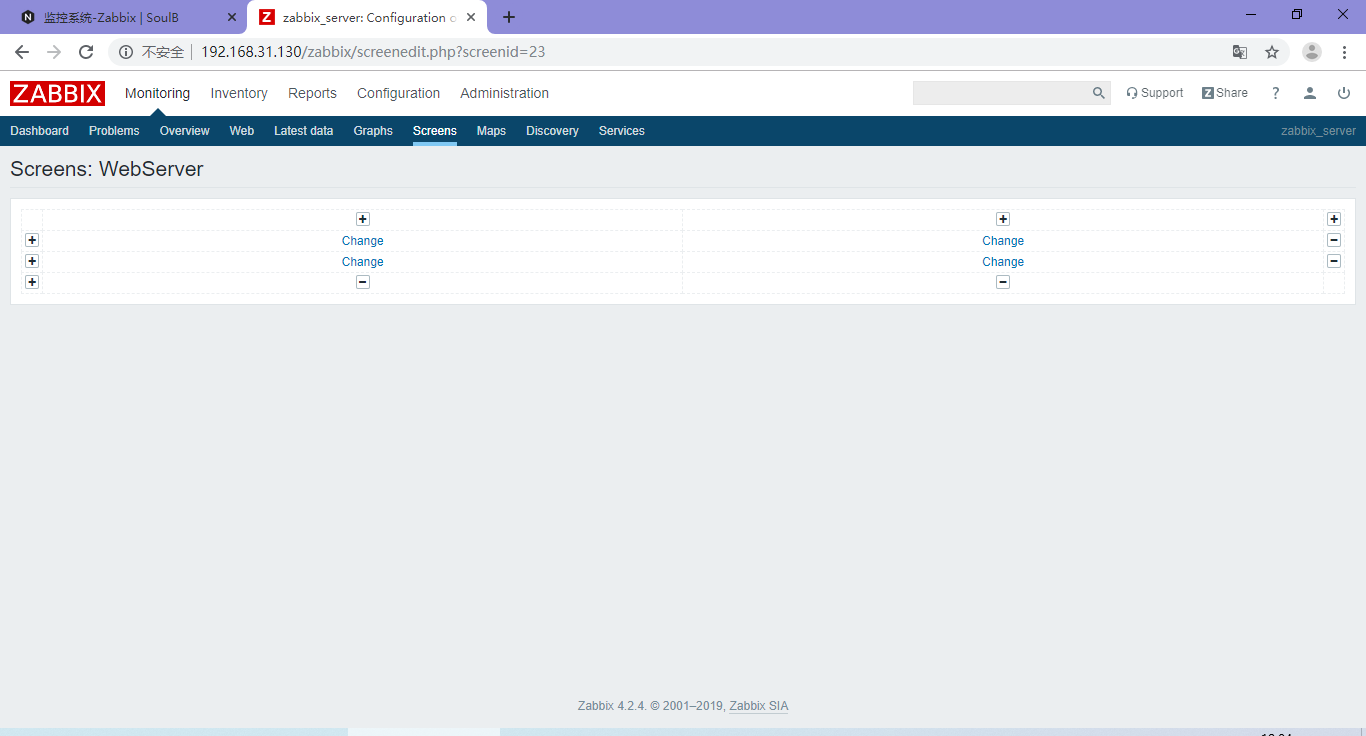 监控系统-Zabbix | SoulB
zabbix_server: Configuration o
不安全 192.168.31.130/zabbix/screenedit.php?screenid=23
ZABBIX Monitoring Inventory Reports Configuration Administration Z Support Share ?
Dashboard Problems Overview Web Latest data Graphs Screens Maps Discovery Services zabbix_server
Screens: WebServer
+ + +
+ Change Change −
+ Change Change −
+ − −
Zabbix 4.2.4. © 2001–2019, Zabbix SIA